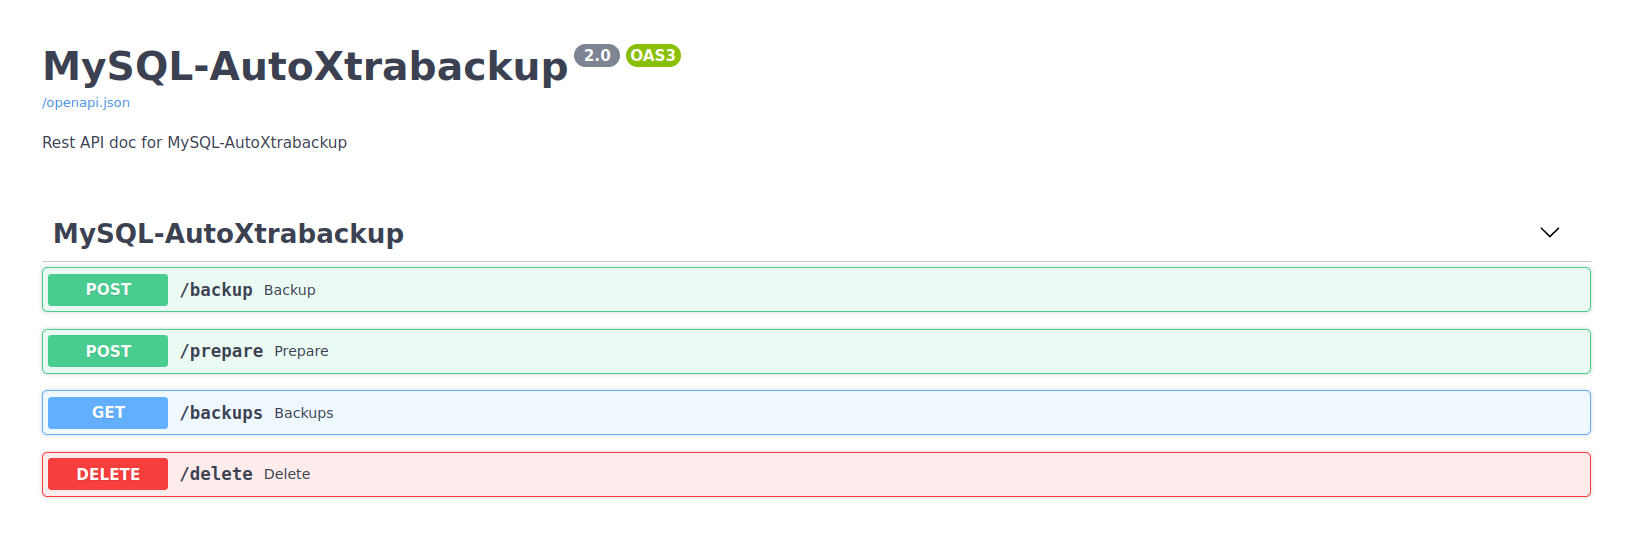 MySQL-AutoXtrabackup 2.0 OAS3
/openapi.json
Rest API doc for MySQL-AutoXtrabackup
MySQL-AutoXtrabackup
POST /backup Backup
POST /prepare Prepare
GET /backups Backups
DELETE /delete Delete